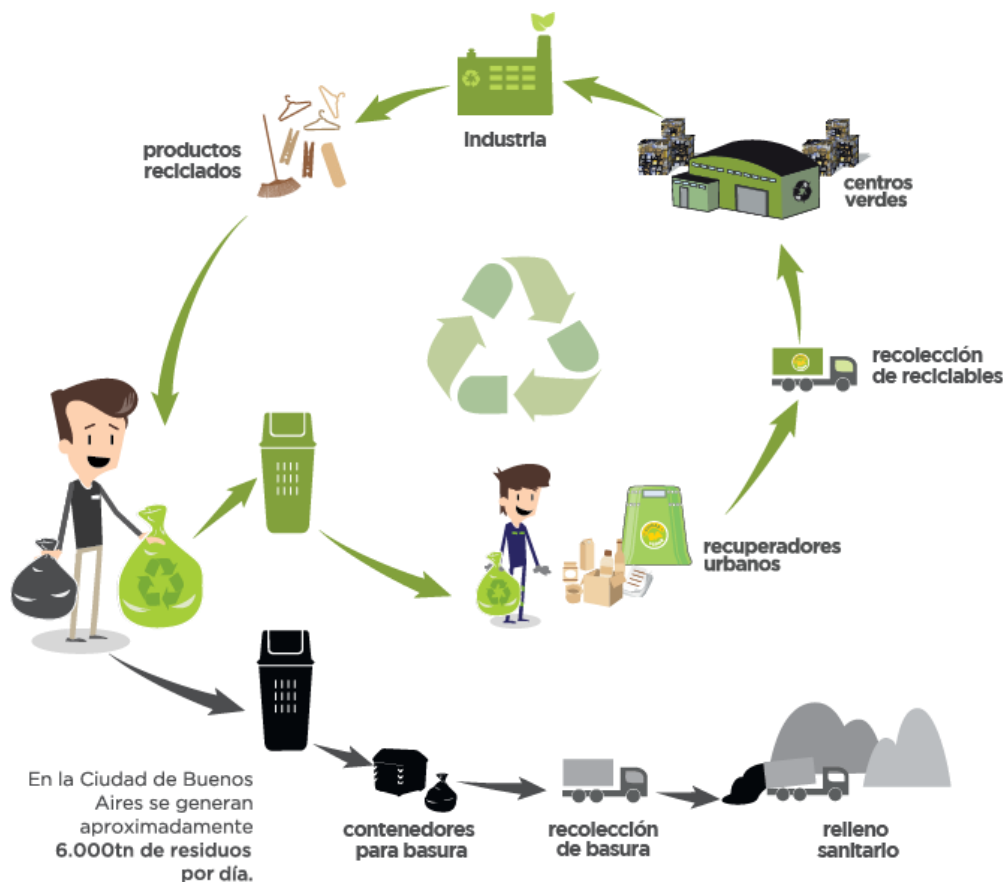 industria
productos
reciclados
centros
verdes
recolección
de reciclables
recuperadores
urbanos
En la Ciudad de Buenos
Aires se generan
aproximadamente
6.000tn de residuos
por día.
contenedores
para basura
recolección
de basura
relleno
sanitario